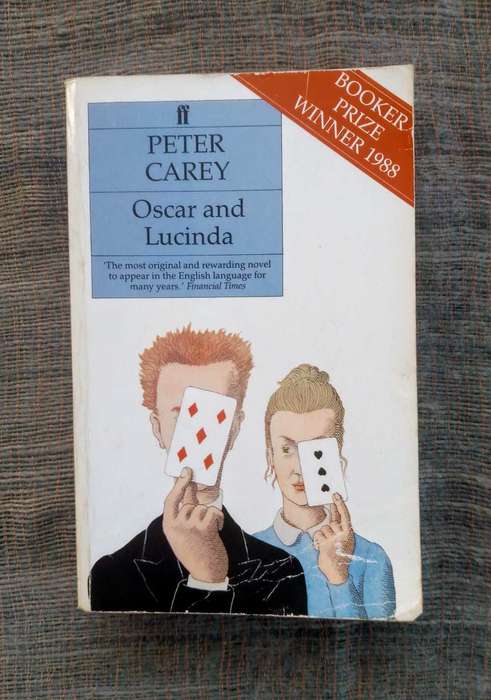 BOOKER
PRIZE
WINNER 1988
ff
PETER
CAREY
Oscar and
Lucinda
'The most original and rewarding novel
to appear in the English language for
many years.' Financial Times